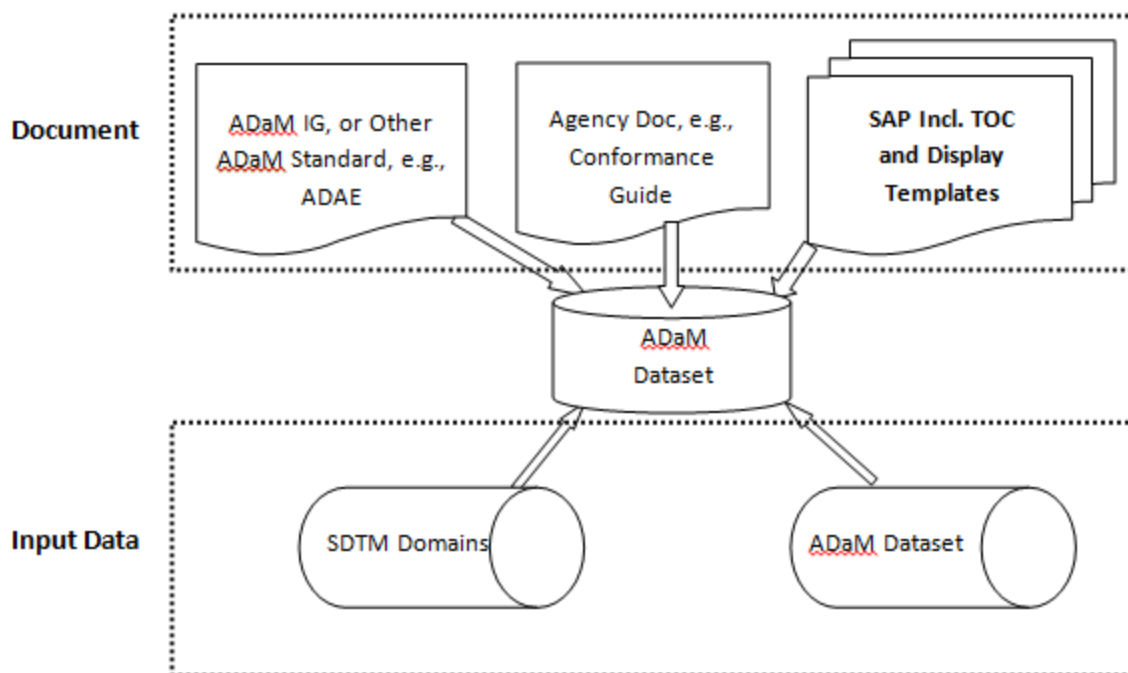 Document
ADaM IG, or Other
ADaM Standard, e.g.,
ADAE
Agency Doc, e.g.,
Conformance
Guide
SAP Incl. TOC
and Display
Templates
ADaM
Dataset
Input Data
SDTM Domains
ADaM Dataset